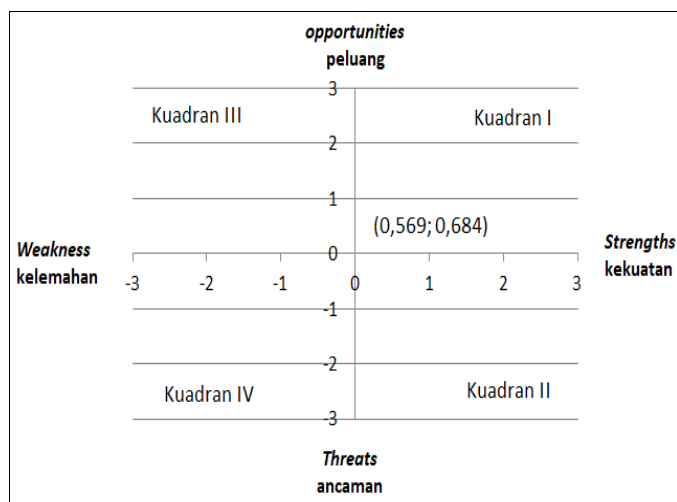 opportunities
peluang
3
Kuadran III
Kuadran I
2
1
(0,569; 0,684)
Weakness
kelemahan
0
Strengths
kekuatan
-3 -2 -1 0 1 2 3
-1
-2
Kuadran IV
Kuadran II
-3
Threats
ancaman